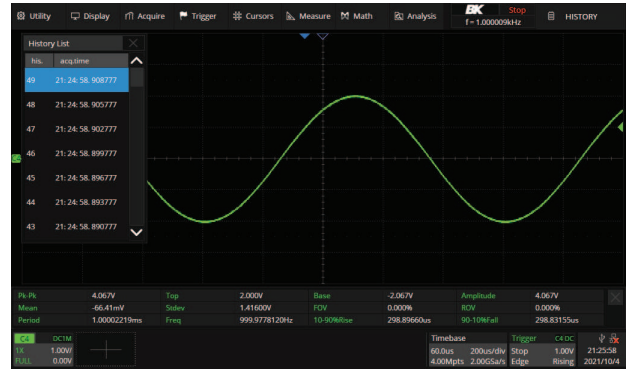 Utility Display Acquire Trigger Cursors Measure Math Analysis BK Stop f = 1.000009kHz HISTORY
History List
his. acq.time
49 21: 24: 58. 908777
48 21: 24: 58. 905777
47 21: 24: 58. 902777
46 21: 24: 58. 899777
45 21: 24: 58. 896777
44 21: 24: 58. 893777
43 21: 24: 58. 890777
C4
Pk-Pk 4.067V Top 2.000V Base -2.067V Amplitude 4.067V
Mean -66.41mV Stdev 1.41600V FOV 0.000% ROV 0.000%
Period 1.00002219ms Freq 999.9778120Hz 10-90%Rise 298.89660us 90-10%Fall 298.83155us
C4 DC1M Timebase Trigger C4 DC
1X 1.00V/ 60.0us 200us/div Stop 1.00V 21:25:58
FULL 0.00V 4.00Mpts 2.00GSa/s Edge Rising 2021/10/4